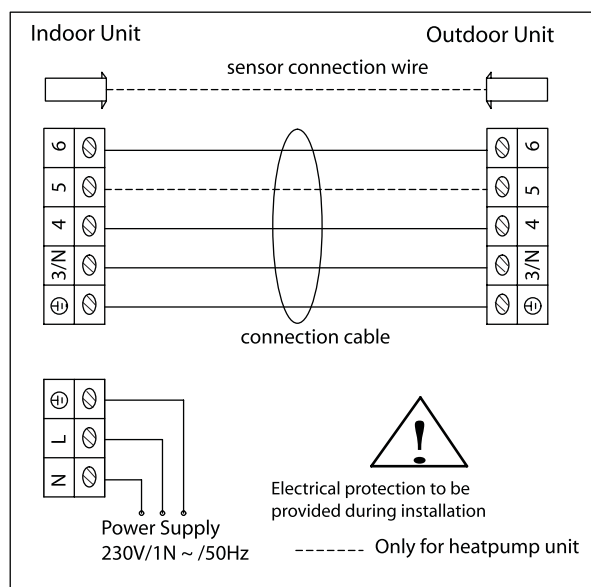 Indoor Unit
Outdoor Unit
sensor connection wire
6
6
5
5
4
4
3/N
3/N
connection cable
L
N
Power Supply
230V/1N ~ /50Hz
!
Electrical protection to be
provided during installation
Only for heatpump unit